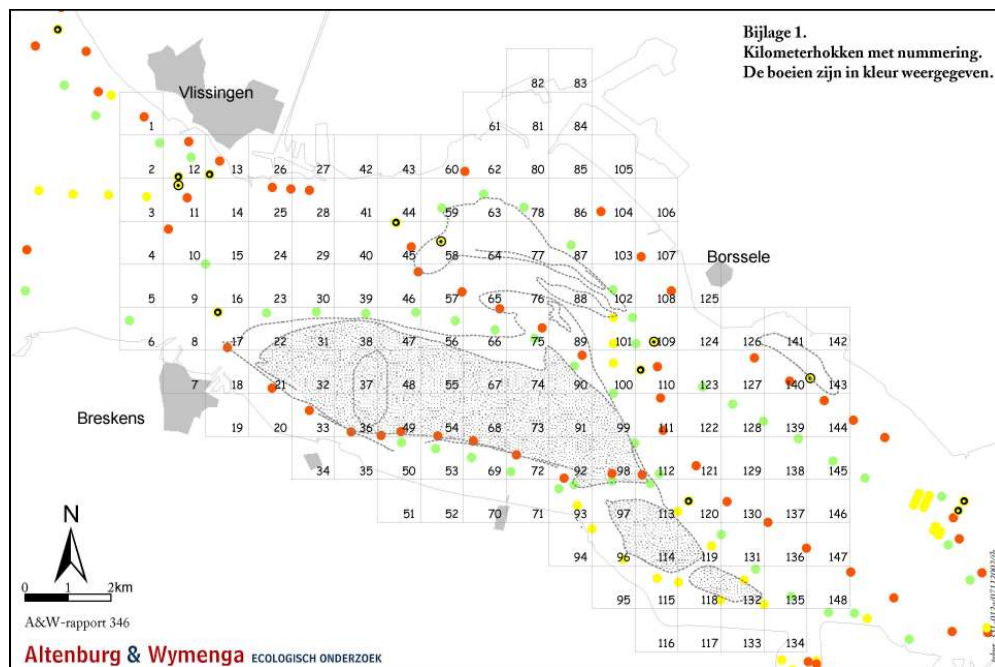 Bijlage 1.
Kilometerhokken met nummering.
De boeien zijn in kleur weergegeven.
82 83
Vlissingen
1 61 81 84
2 12 13 26 27 42 43 60 62 80 85 105
3 11 14 25 28 41 44 59 63 78 86 104 106
4 10 15 24 29 40 45 58 64 77 87 103 107
Borssele
5 9 16 23 30 39 46 57 65 76 88 102 108 125
6 8 17 22 31 38 47 56 66 75 89 101 109 124 126 141 142
7 18 21 32 37 48 55 67 74 90 100 110 123 127 140 143
Breskens
19 20 33 36 49 54 68 73 91 99 111 122 128 139 144
34 35 50 53 69 72 92 98 112 121 129 138 145
51 52 70 71 93 97 113 120 130 137 146
N
94 96 114 119 131 136 147
0 1 2km
95 115 118 132 135 148
A&W-rapport 346
116 117 133 134
Altenburg & Wymenga ECOLOGISCH ONDERZOEK